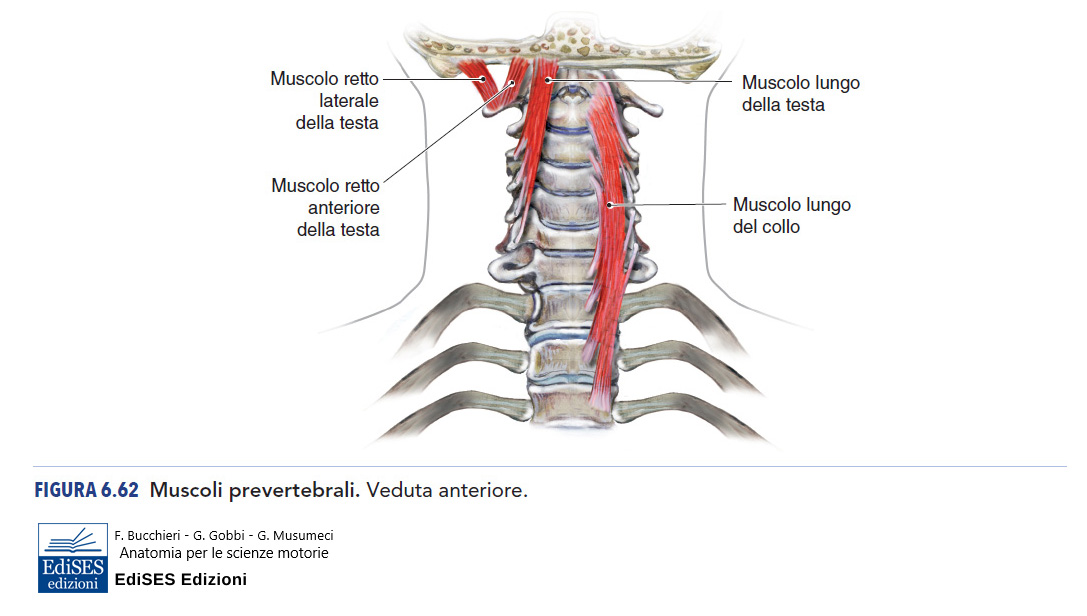 Muscolo retto
laterale
della testa
Muscolo lungo
della testa
Muscolo retto
anteriore
della testa
Muscolo lungo
del collo
FIGURA 6.62 Muscoli prevertebrali. Veduta anteriore.
EdiSES
edizioni
F. Bucchieri - G. Gobbi - G. Musumeci
Anatomia per le scienze motorie
EdiSES Edizioni